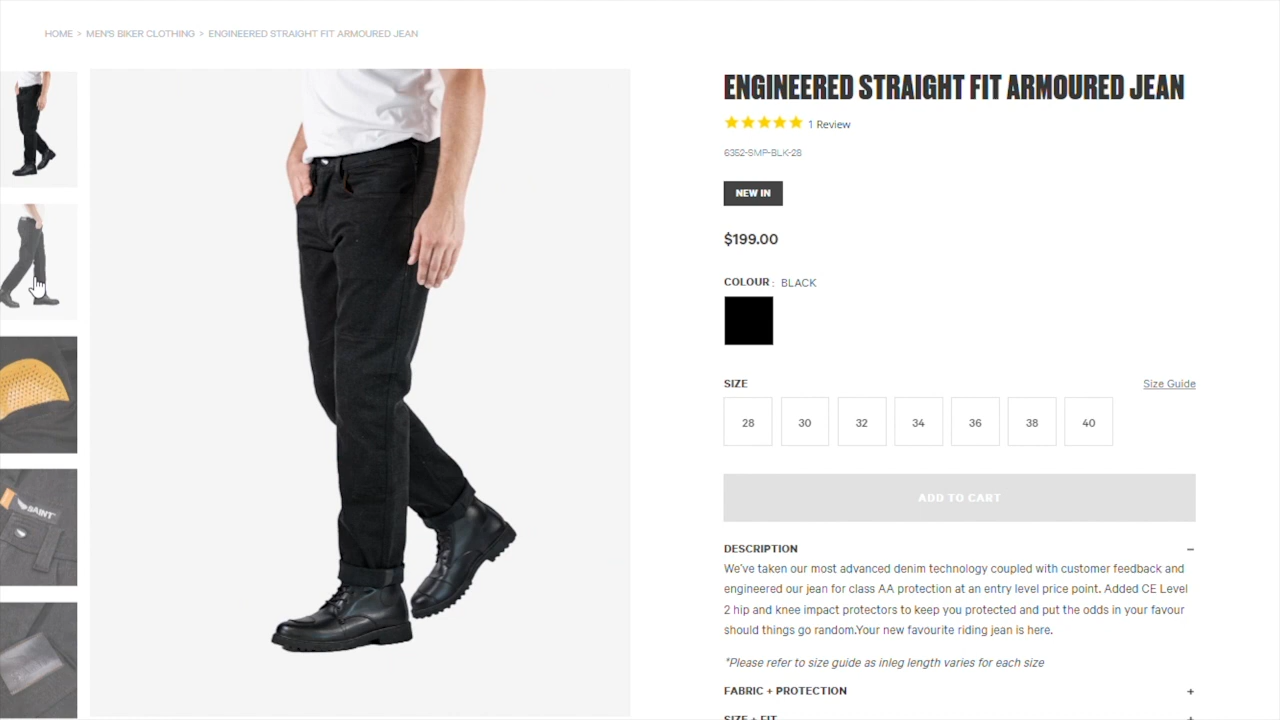 HOME > MEN'S BIKER CLOTHING > ENGINEERED STRAIGHT FIT ARMOURED JEAN
ENGINEERED STRAIGHT FIT ARMOURED JEAN
1 Review
6352-SMP-BLK-28
NEW IN
$199.00
COLOUR : BLACK
SIZE
Size Guide
28 30 32 34 36 38 40
ADD TO CART
DESCRIPTION −
We've taken our most advanced denim technology coupled with customer feedback and
engineered our jean for class AA protection at an entry level price point. Added CE Level
2 hip and knee impact protectors to keep you protected and put the odds in your favour
should things go random.Your new favourite riding jean is here.
*Please refer to size guide as inleg length varies for each size
FABRIC + PROTECTION +
SIZE + FIT +
SAINT